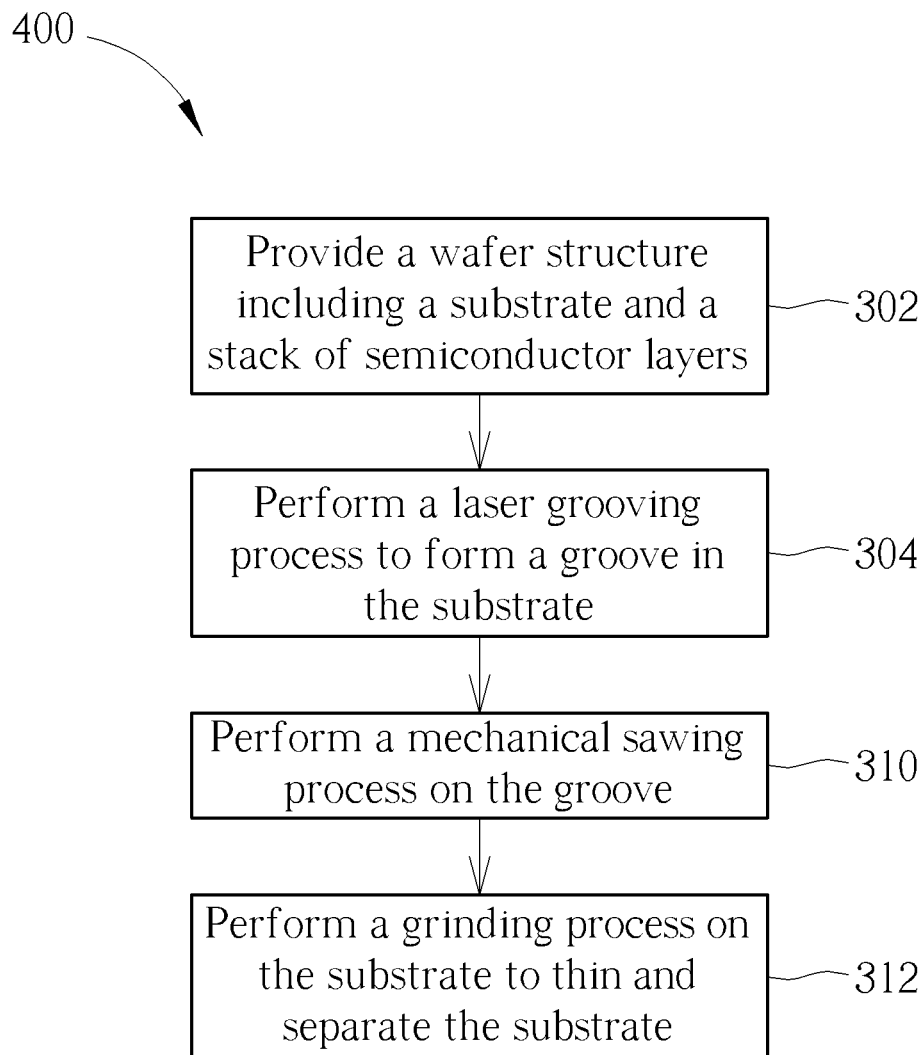 400
Provide a wafer structure
including a substrate and a
stack of semiconductor layers
302
Perform a laser grooving
process to form a groove in
the substrate
304
Perform a mechanical sawing
process on the groove
310
Perform a grinding process on
the substrate to thin and
separate the substrate
312